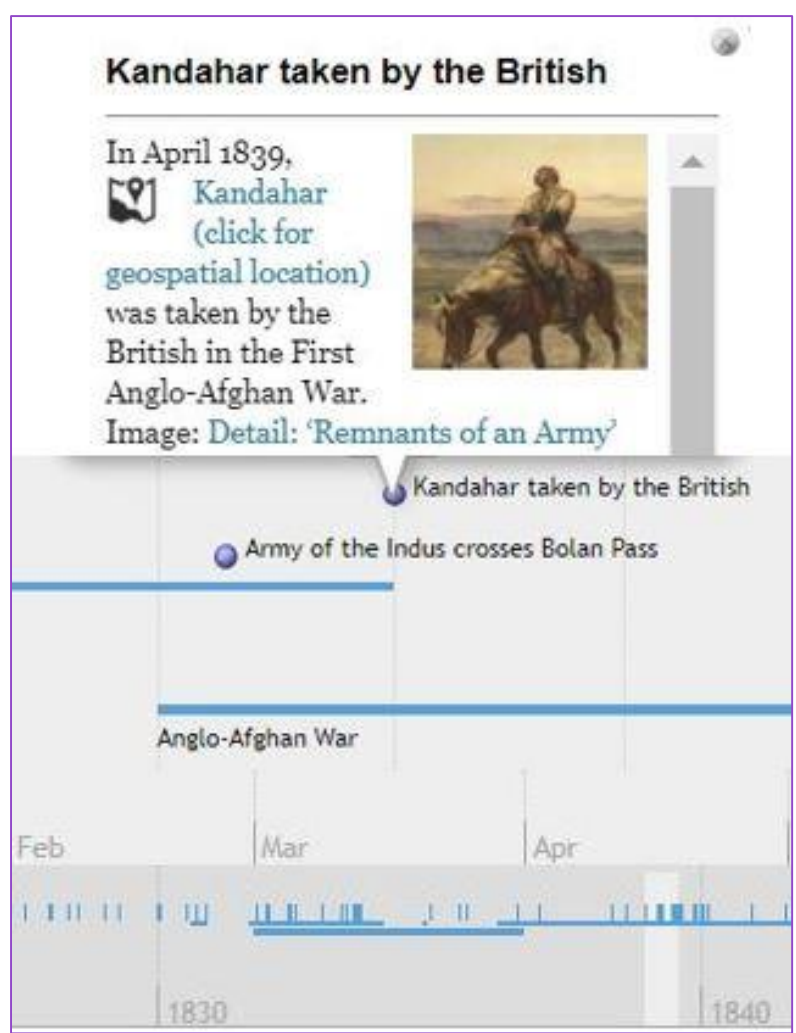 Kandahar taken by the British
In April 1839,
Kandahar
(click for
geospatial location)
was taken by the
British in the First
Anglo-Afghan War.
Image: Detail: ‘Remnants of an Army’
Kandahar taken by the British
Army of the Indus crosses Bolan Pass
Anglo-Afghan War
Feb Mar Apr
1830 1840